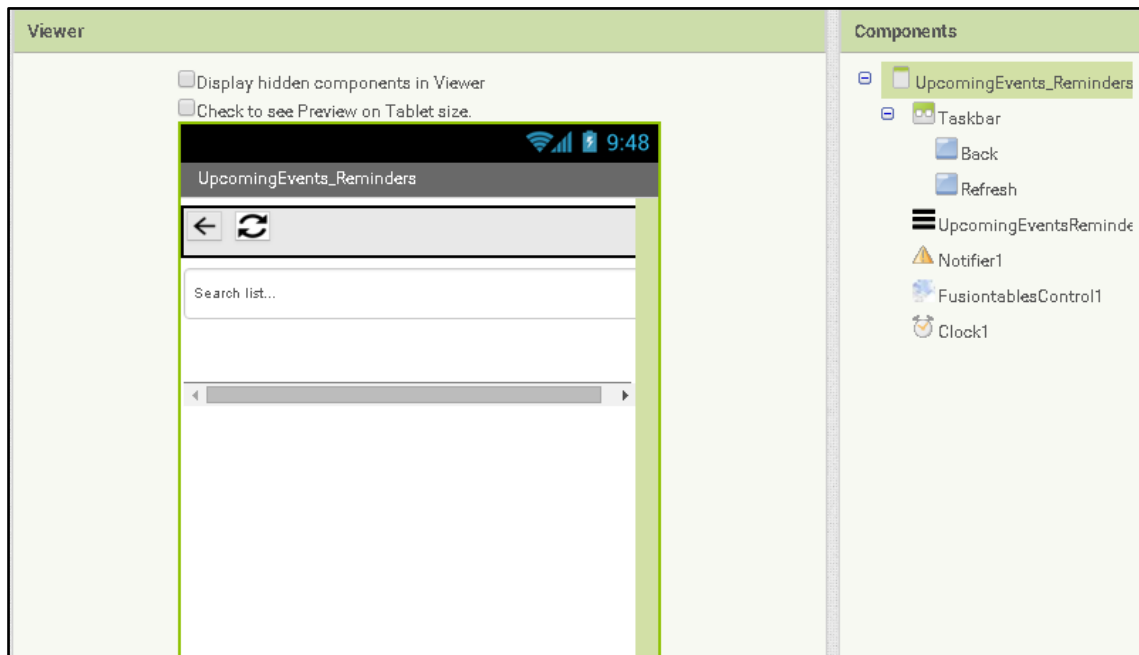 Viewer
Display hidden components in Viewer
Check to see Preview on Tablet size.
9:48
UpcomingEvents_Reminders
Search list...
Components
UpcomingEvents_Reminders
Taskbar
Back
Refresh
UpcomingEventsReminde
Notifier1
FusiontablesControl1
Clock1